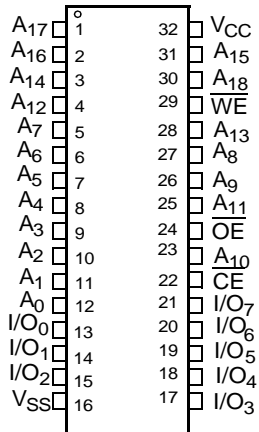 A17 1 32 VCC
A16 2 31 A15
A14 3 30 A18
A12 4 29 W̅E̅
A7 5 28 A13
A6 6 27 A8
A5 7 26 A9
A4 8 25 A11
A3 9 24 O̅E̅
A2 10 23 A10
A1 11 22 C̅E̅
A0 12 21 I/O7
I/O0 13 20 I/O6
I/O1 14 19 I/O5
I/O2 15 18 I/O4
VSS 16 17 I/O3